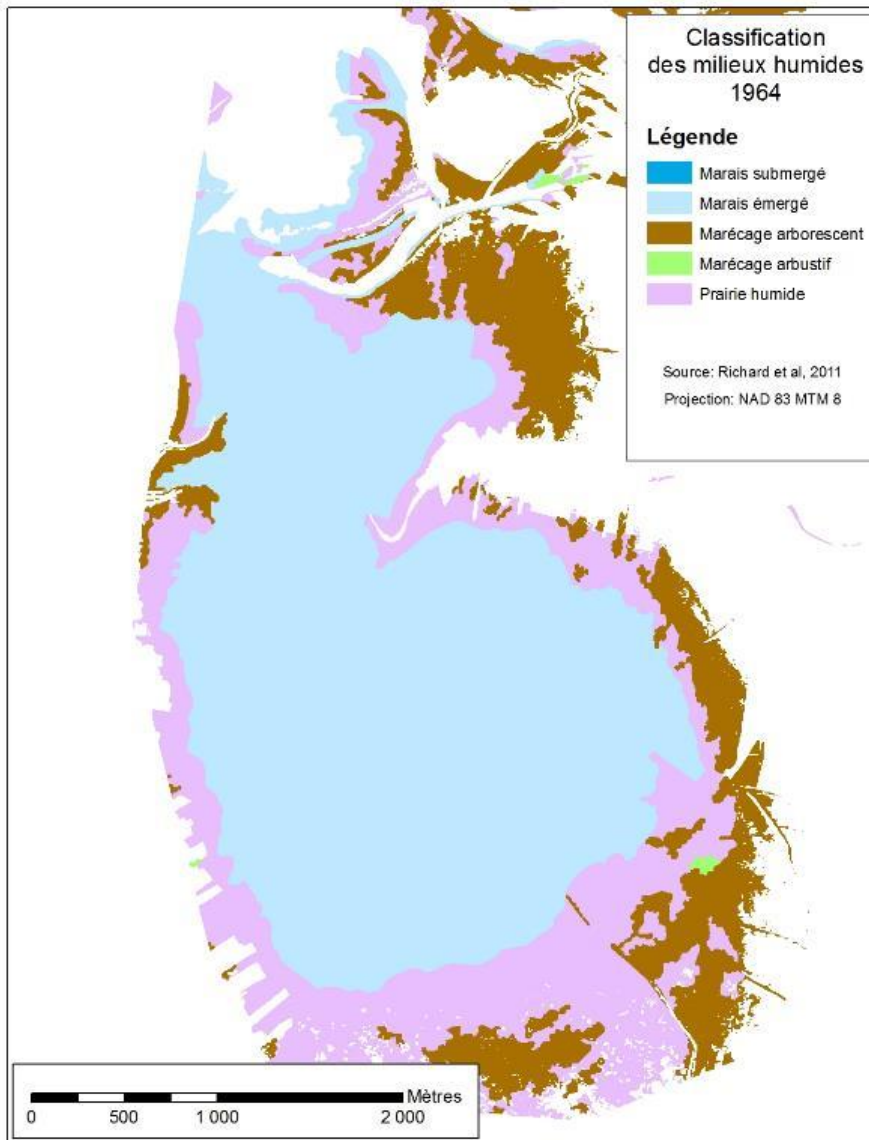 Classification
des milieux humides
1964
Légende
Marais submergé
Marais émergé
Marécage arborescent
Marécage arbustif
Prairie humide
Source: Richard et al, 2011
Projection: NAD 83 MTM 8
Mètres
0 500 1 000 2 000